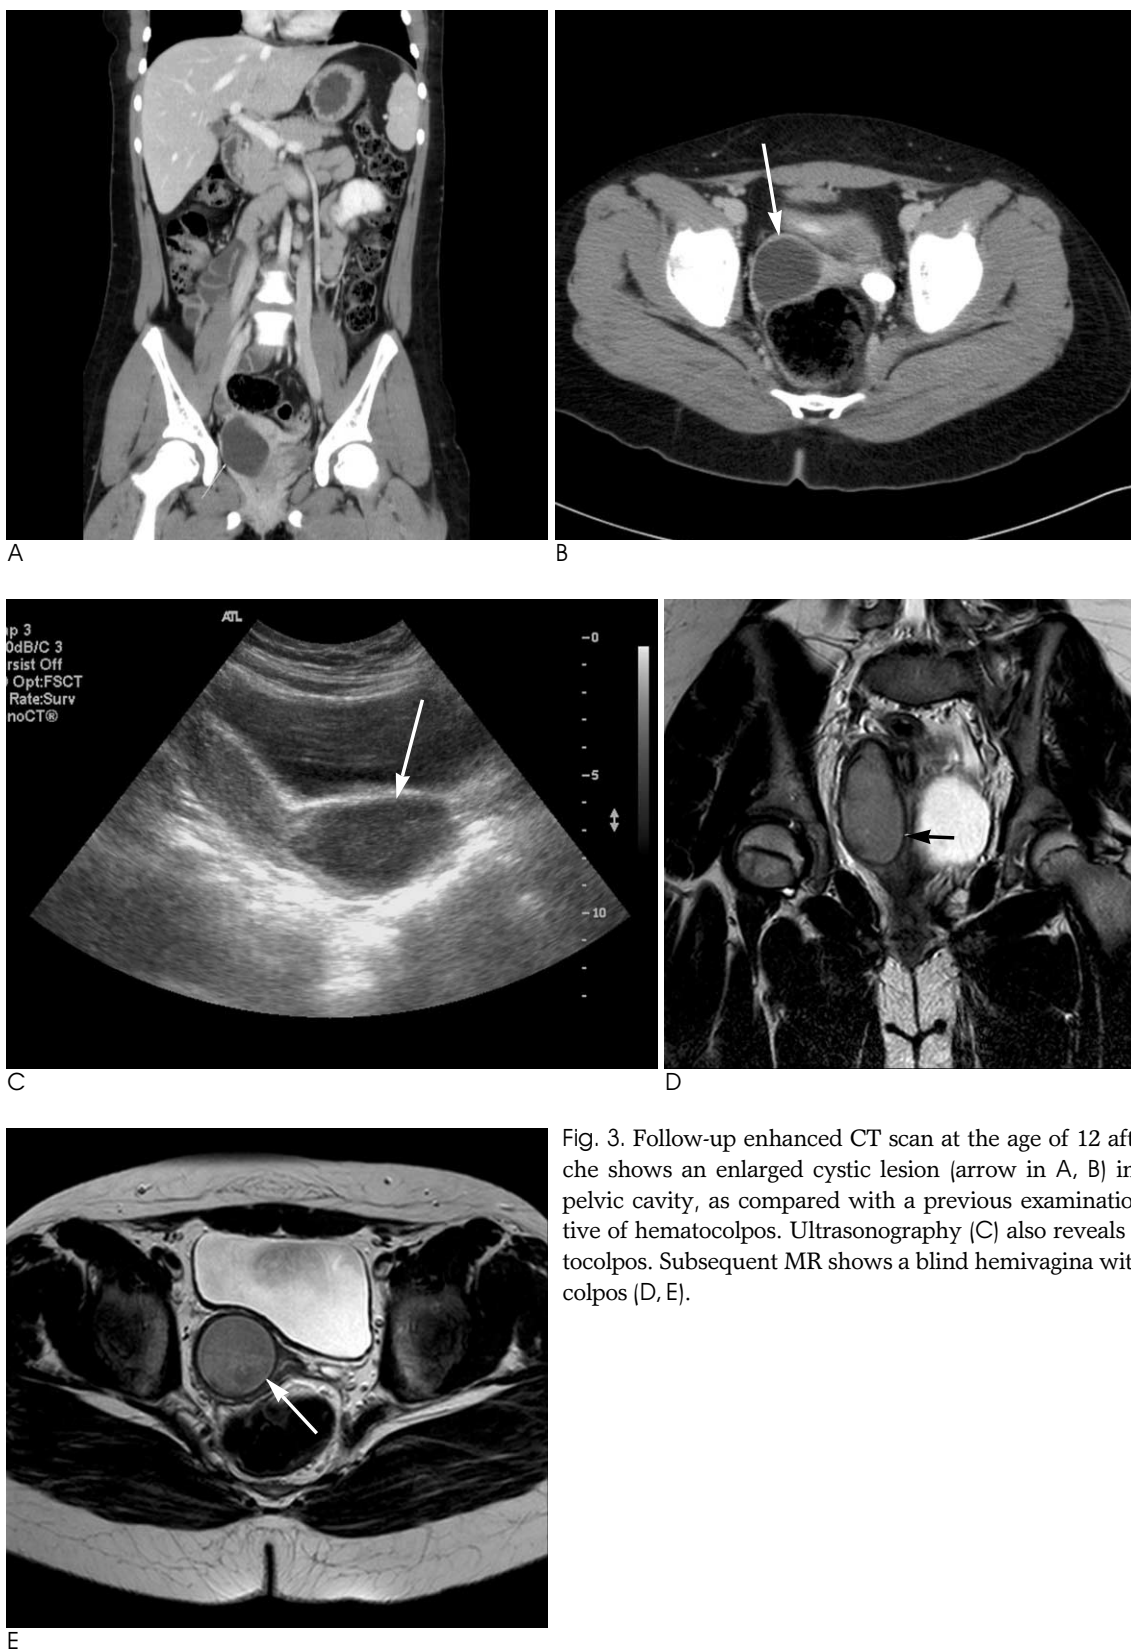 A
B
ATL
np 3
0dB/C 3
rsist Off
Opt:FSCT
Rate:Surv
noCT®
0
5
10
C
D
Fig. 3. Follow-up enhanced CT scan at the age of 12 aft
che shows an enlarged cystic lesion (arrow in A, B) in
pelvic cavity, as compared with a previous examinatio
tive of hematocolpos. Ultrasonography (C) also reveals
tocolpos. Subsequent MR shows a blind hemivagina wit
colpos (D, E).
E